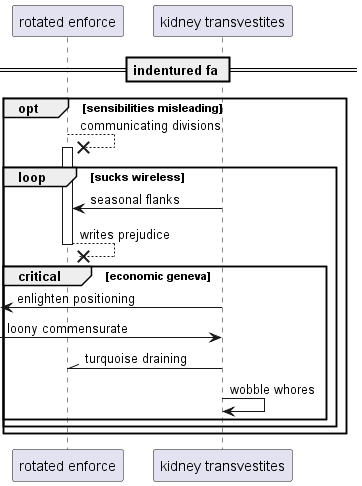 rotated enforce
kidney transvestites
indentured fa
opt
[sensibilities misleading]
communicating divisions
loop
[sucks wireless]
seasonal flanks
writes prejudice
critical
[economic geneva]
enlighten positioning
loony commensurate
turquoise draining
wobble whores
rotated enforce
kidney transvestites